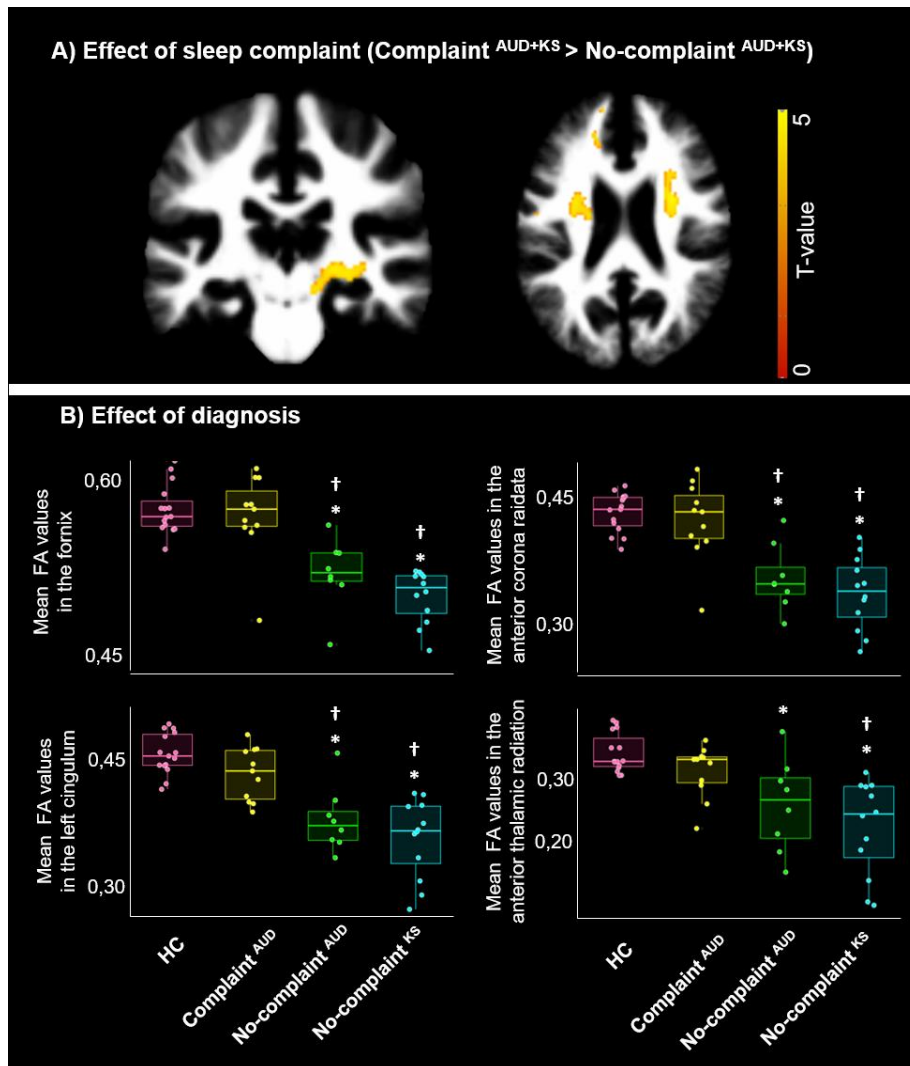 A) Effect of sleep complaint (Complaint AUD+KS > No-complaint AUD+KS)
5
T-value
0
B) Effect of diagnosis
Mean FA values
in the fornix
0,60
0,45
†
*
†
*
Mean FA values in the
anterior corona raidata
0,45
0,30
†
*
†
*
Mean FA values
in the left cingulum
0,45
0,30
†
*
†
*
Mean FA values in the
anterior thalamic radiation
0,30
0,20
*
†
*
HC
Complaint AUD
No-complaint AUD
No-complaint KS
HC
Complaint AUD
No-complaint AUD
No-complaint KS